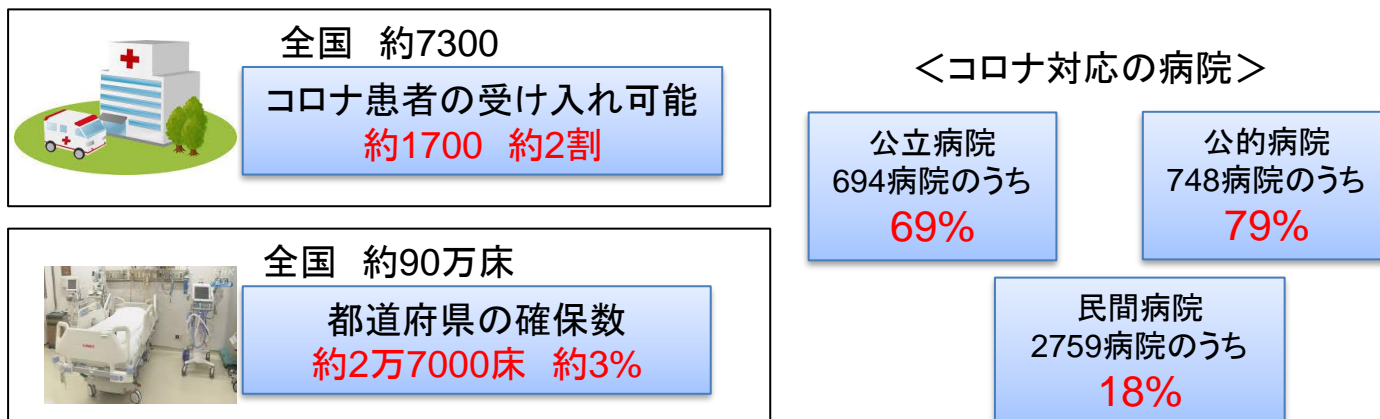 全国 約7300
コロナ患者の受け入れ可能
約1700 約2割
全国 約90万床
都道府県の確保数
約2万7000床 約3%
＜コロナ対応の病院＞
公立病院
694病院のうち
69%
公的病院
748病院のうち
79%
民間病院
2759病院のうち
18%